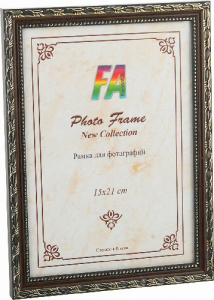 FA
Photo Frame
New Collection
Рамка для фотографий
15x21 cm